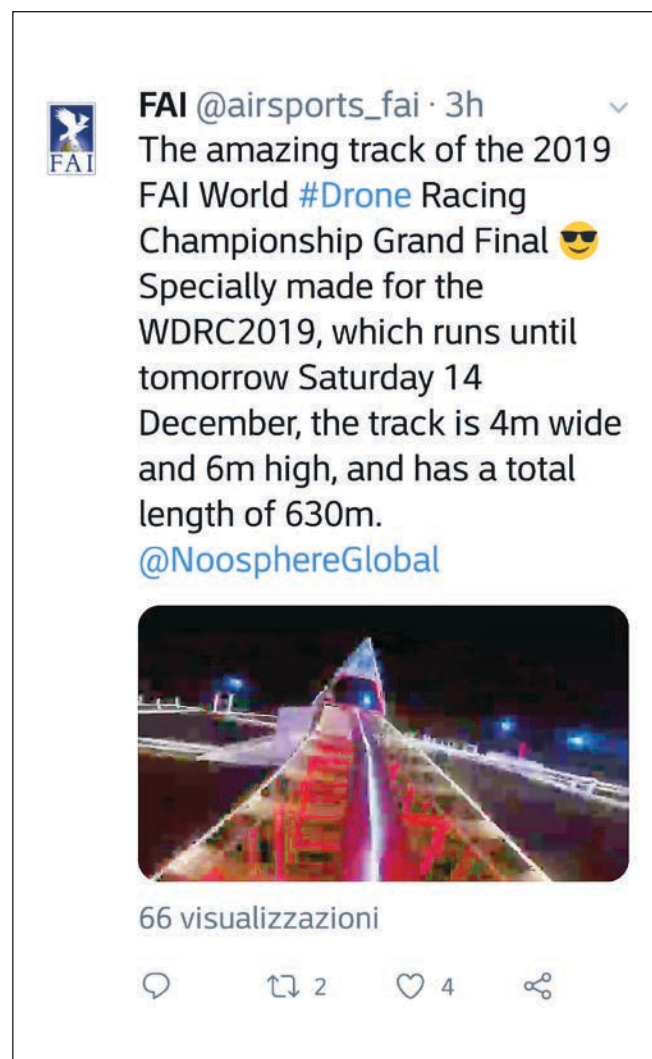 FAI @airsports_fai · 3h
FAI
The amazing track of the 2019
FAI World #Drone Racing
Championship Grand Final 😎
Specially made for the
WDRC2019, which runs until
tomorrow Saturday 14
December, the track is 4m wide
and 6m high, and has a total
length of 630m.
@NoosphereGlobal
66 visualizzazioni
2 4